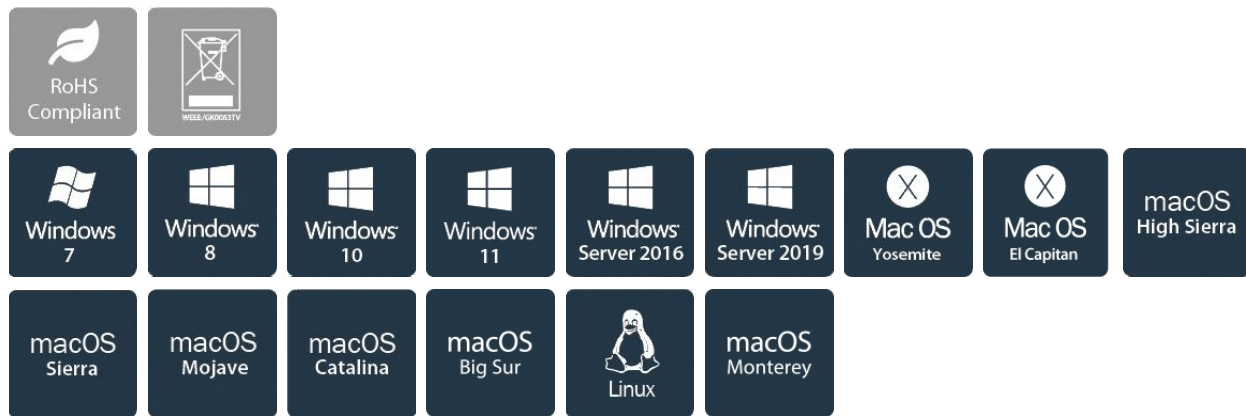 RoHS
Compliant
WEEE/GK0083TV
Windows
7
Windows
8
Windows
10
Windows
11
Windows
Server 2016
Windows
Server 2019
X
Mac OS
Yosemite
X
Mac OS
El Capitan
macOS
High Sierra
macOS
Sierra
macOS
Mojave
macOS
Catalina
macOS
Big Sur
Linux
macOS
Monterey